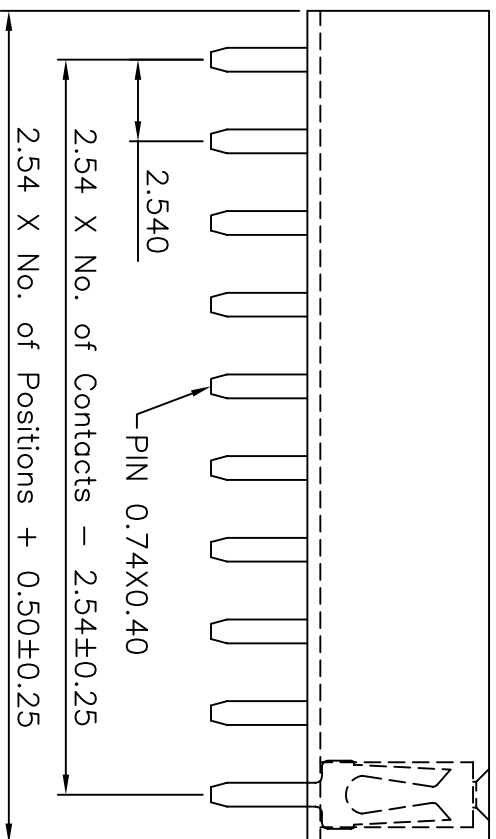 2.540
PIN 0.74X0.40
2.54 X No. of Contacts - 2.54±0.25
2.54 X No. of Positions + 0.50±0.25